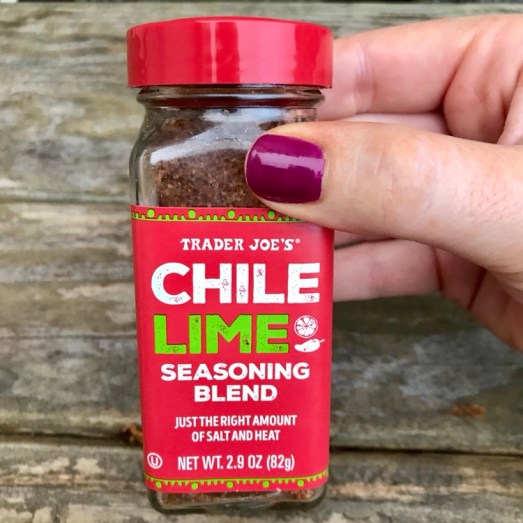 TRADER JOE'S®
CHILE
LIME
SEASONING
BLEND
JUST THE RIGHT AMOUNT
OF SALT AND HEAT
U NET WT. 2.9 OZ (82g)